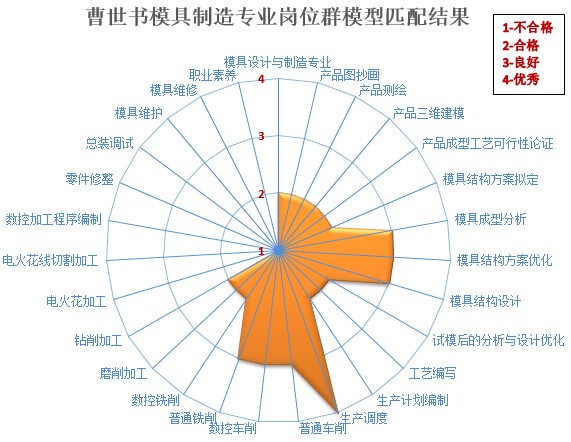 曹世书模具制造专业岗位群模型匹配结果
1-不合格
2-合格
3-良好
4-优秀
模具设计与制造专业
产品图抄画
产品测绘
产品三维建模
产品成型工艺可行性论证
模具结构方案拟定
模具成型分析
模具结构方案优化
模具结构设计
试模后的分析与设计优化
工艺编写
生产计划编制
生产调度
普通车削
数控车削
普通铣削
数控铣削
磨削加工
钻削加工
电火花加工
电火花线切割加工
数控加工程序编制
零件修整
总装调试
模具维护
模具维修
职业素养
4
3
2
1